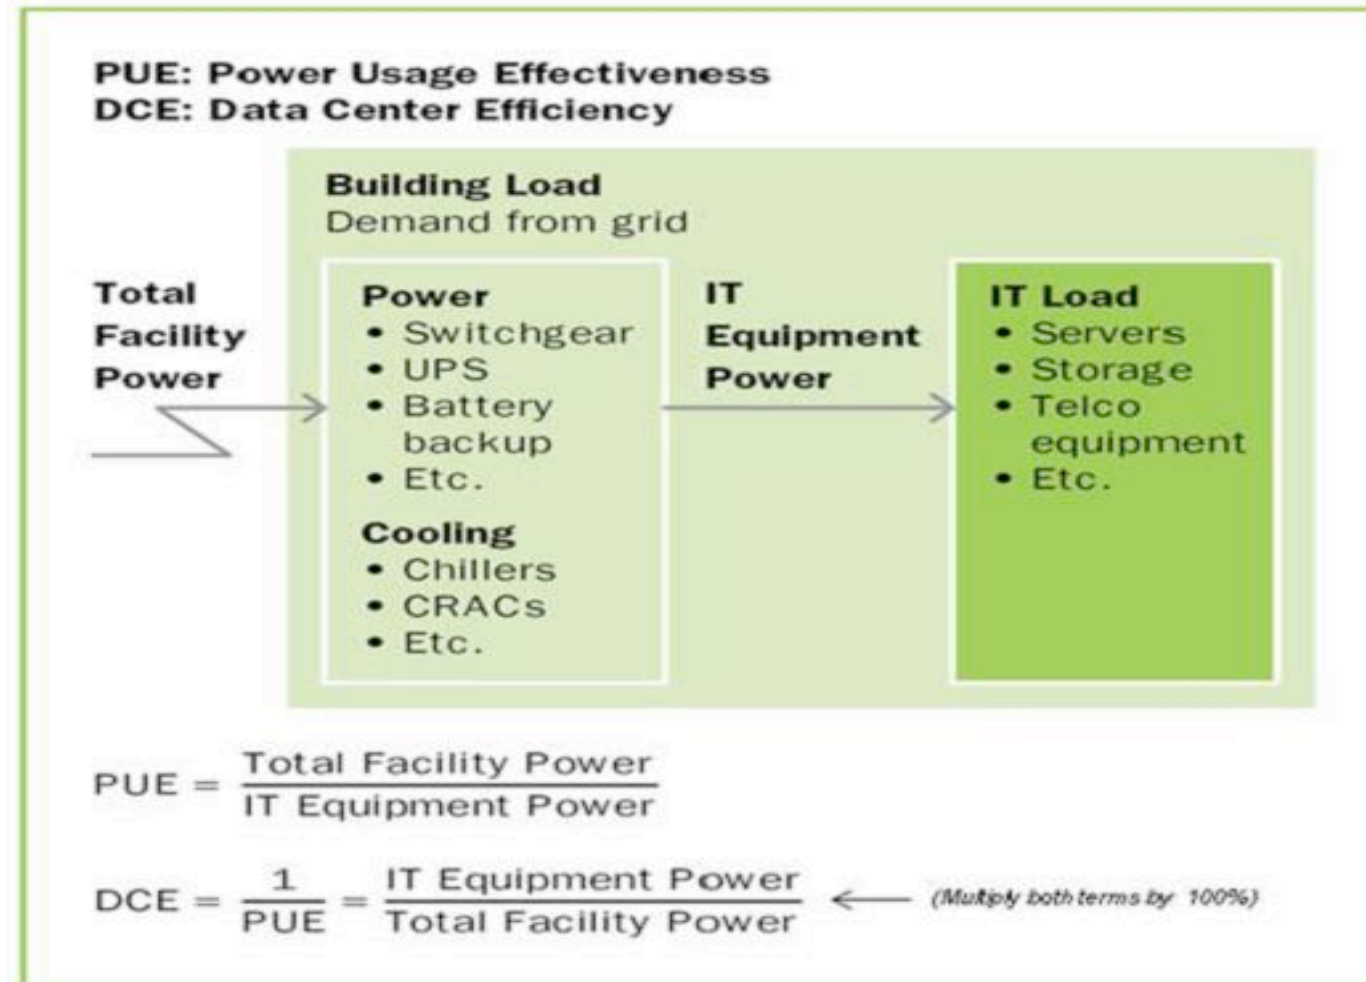 PUE: Power Usage Effectiveness
DCE: Data Center Efficiency
Building Load
Demand from grid
Total
Facility
Power
Power
• Switchgear
• UPS
• Battery
backup
• Etc.
Cooling
• Chillers
• CRACs
• Etc.
IT
Equipment
Power
IT Load
• Servers
• Storage
• Telco
equipment
• Etc.
PUE = Total Facility Power
IT Equipment Power
DCE = 1 = IT Equipment Power
PUE Total Facility Power
(Multiply both terms by 100%)